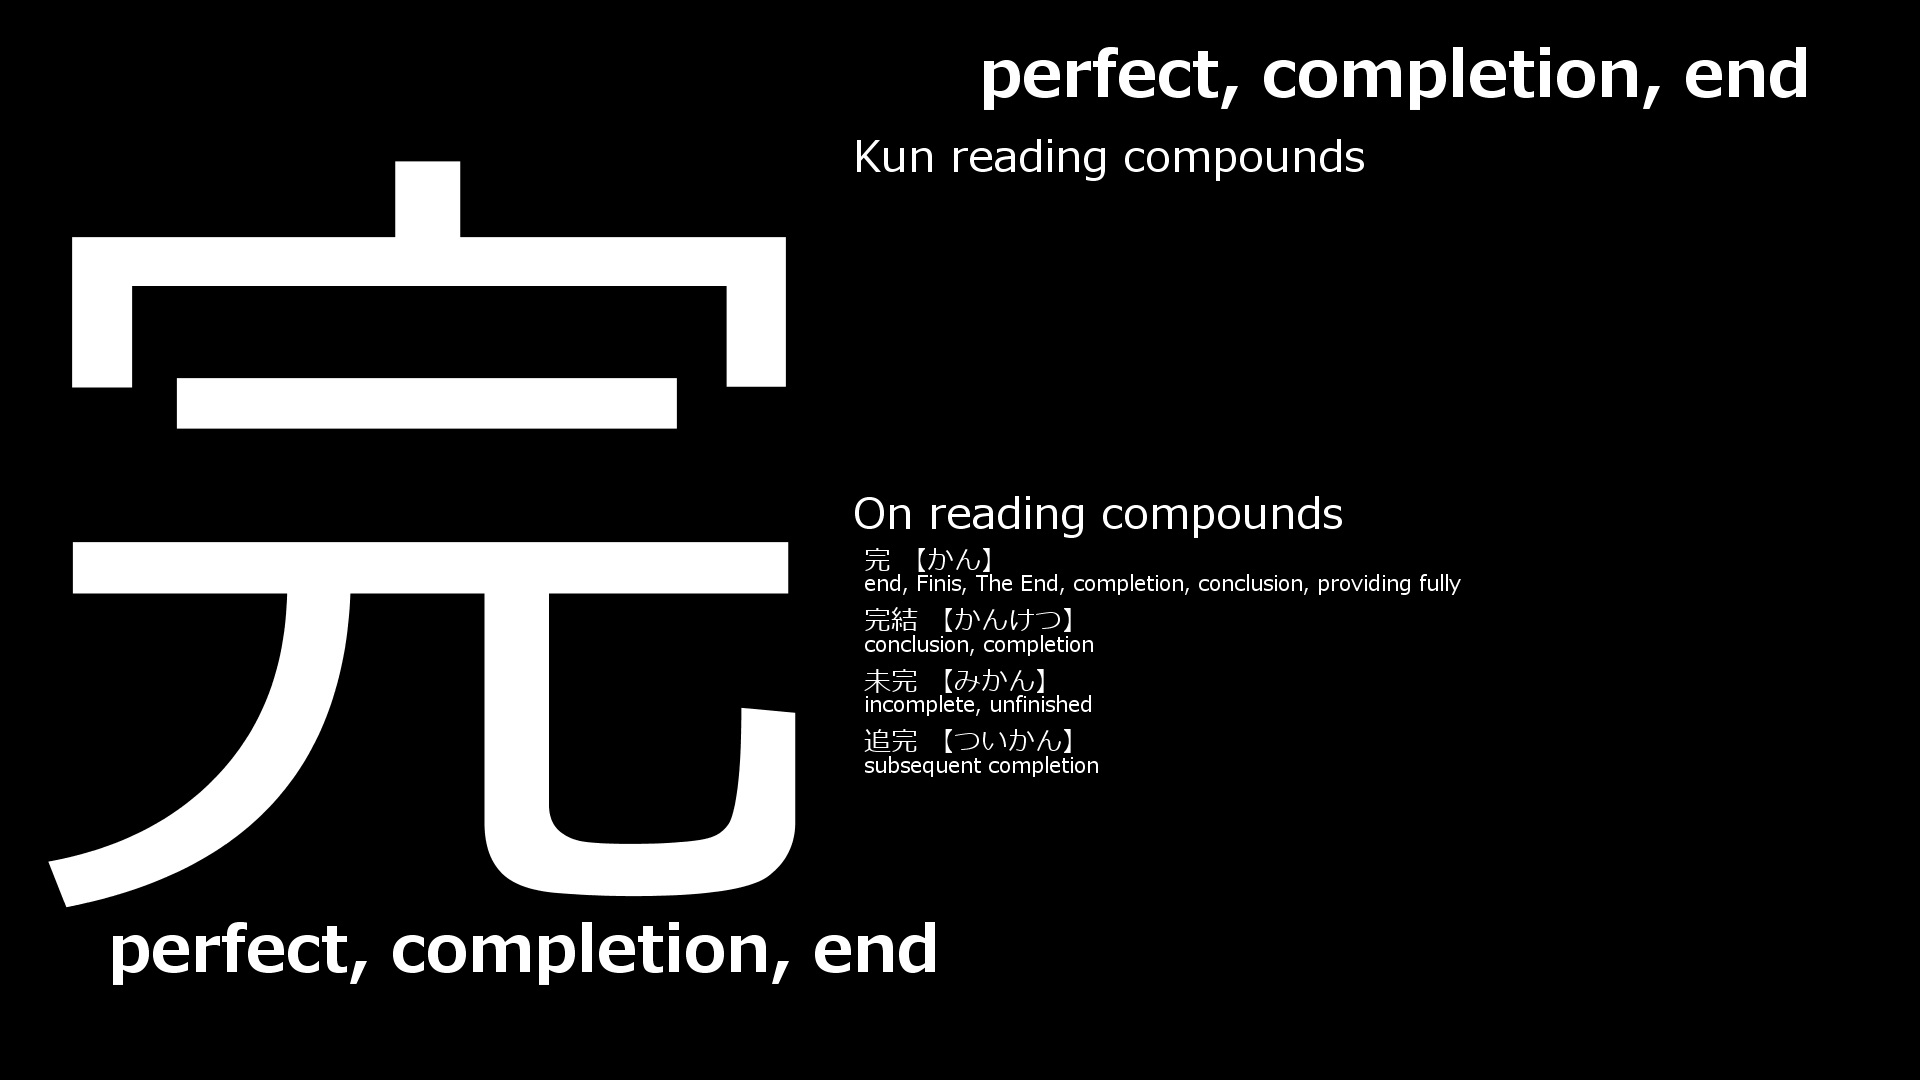 完
perfect, completion, end
perfect, completion, end
Kun reading compounds
On reading compounds
完 【かん】
end, Finis, The End, completion, conclusion, providing fully
完結 【かんけつ】
conclusion, completion
未完 【みかん】
incomplete, unfinished
追完 【ついかん】
subsequent completion